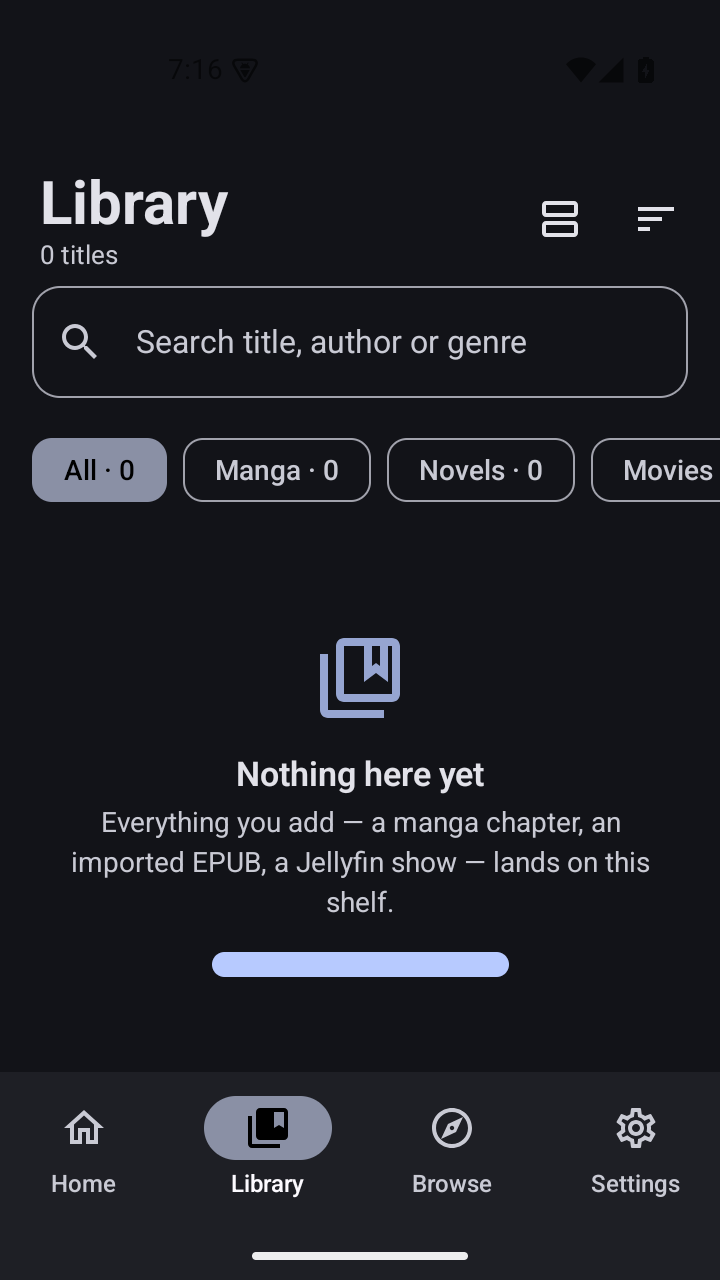 7:16
Library
0 titles
Search title, author or genre
All · 0
Manga · 0
Novels · 0
Movies
Nothing here yet
Everything you add — a manga chapter, an
imported EPUB, a Jellyfin show — lands on this
shelf.
Home
Library
Browse
Settings